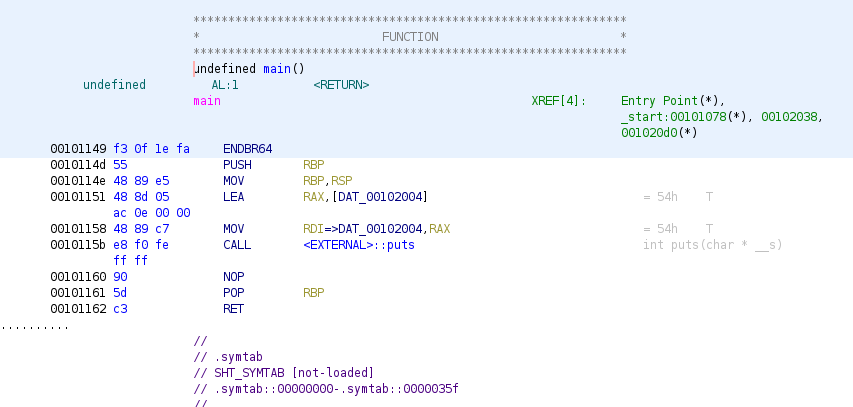 **************************************************************
* FUNCTION *
**************************************************************
undefined main()
undefined AL:1 <RETURN>
main XREF[4]: Entry Point(*),
_start:00101078(*), 00102038,
001020d0(*)
00101149 f3 0f 1e fa ENDBR64
0010114d 55 PUSH RBP
0010114e 48 89 e5 MOV RBP,RSP
00101151 48 8d 05 LEA RAX,[DAT_00102004] = 54h T
ac 0e 00 00
00101158 48 89 c7 MOV RDI=>DAT_00102004,RAX = 54h T
0010115b e8 f0 fe CALL <EXTERNAL>::puts int puts(char * __s)
ff ff
00101160 90 NOP
00101161 5d POP RBP
00101162 c3 RET
..........
//
// .symtab
// SHT_SYMTAB [not-loaded]
// .symtab::00000000-.symtab::0000035f
//